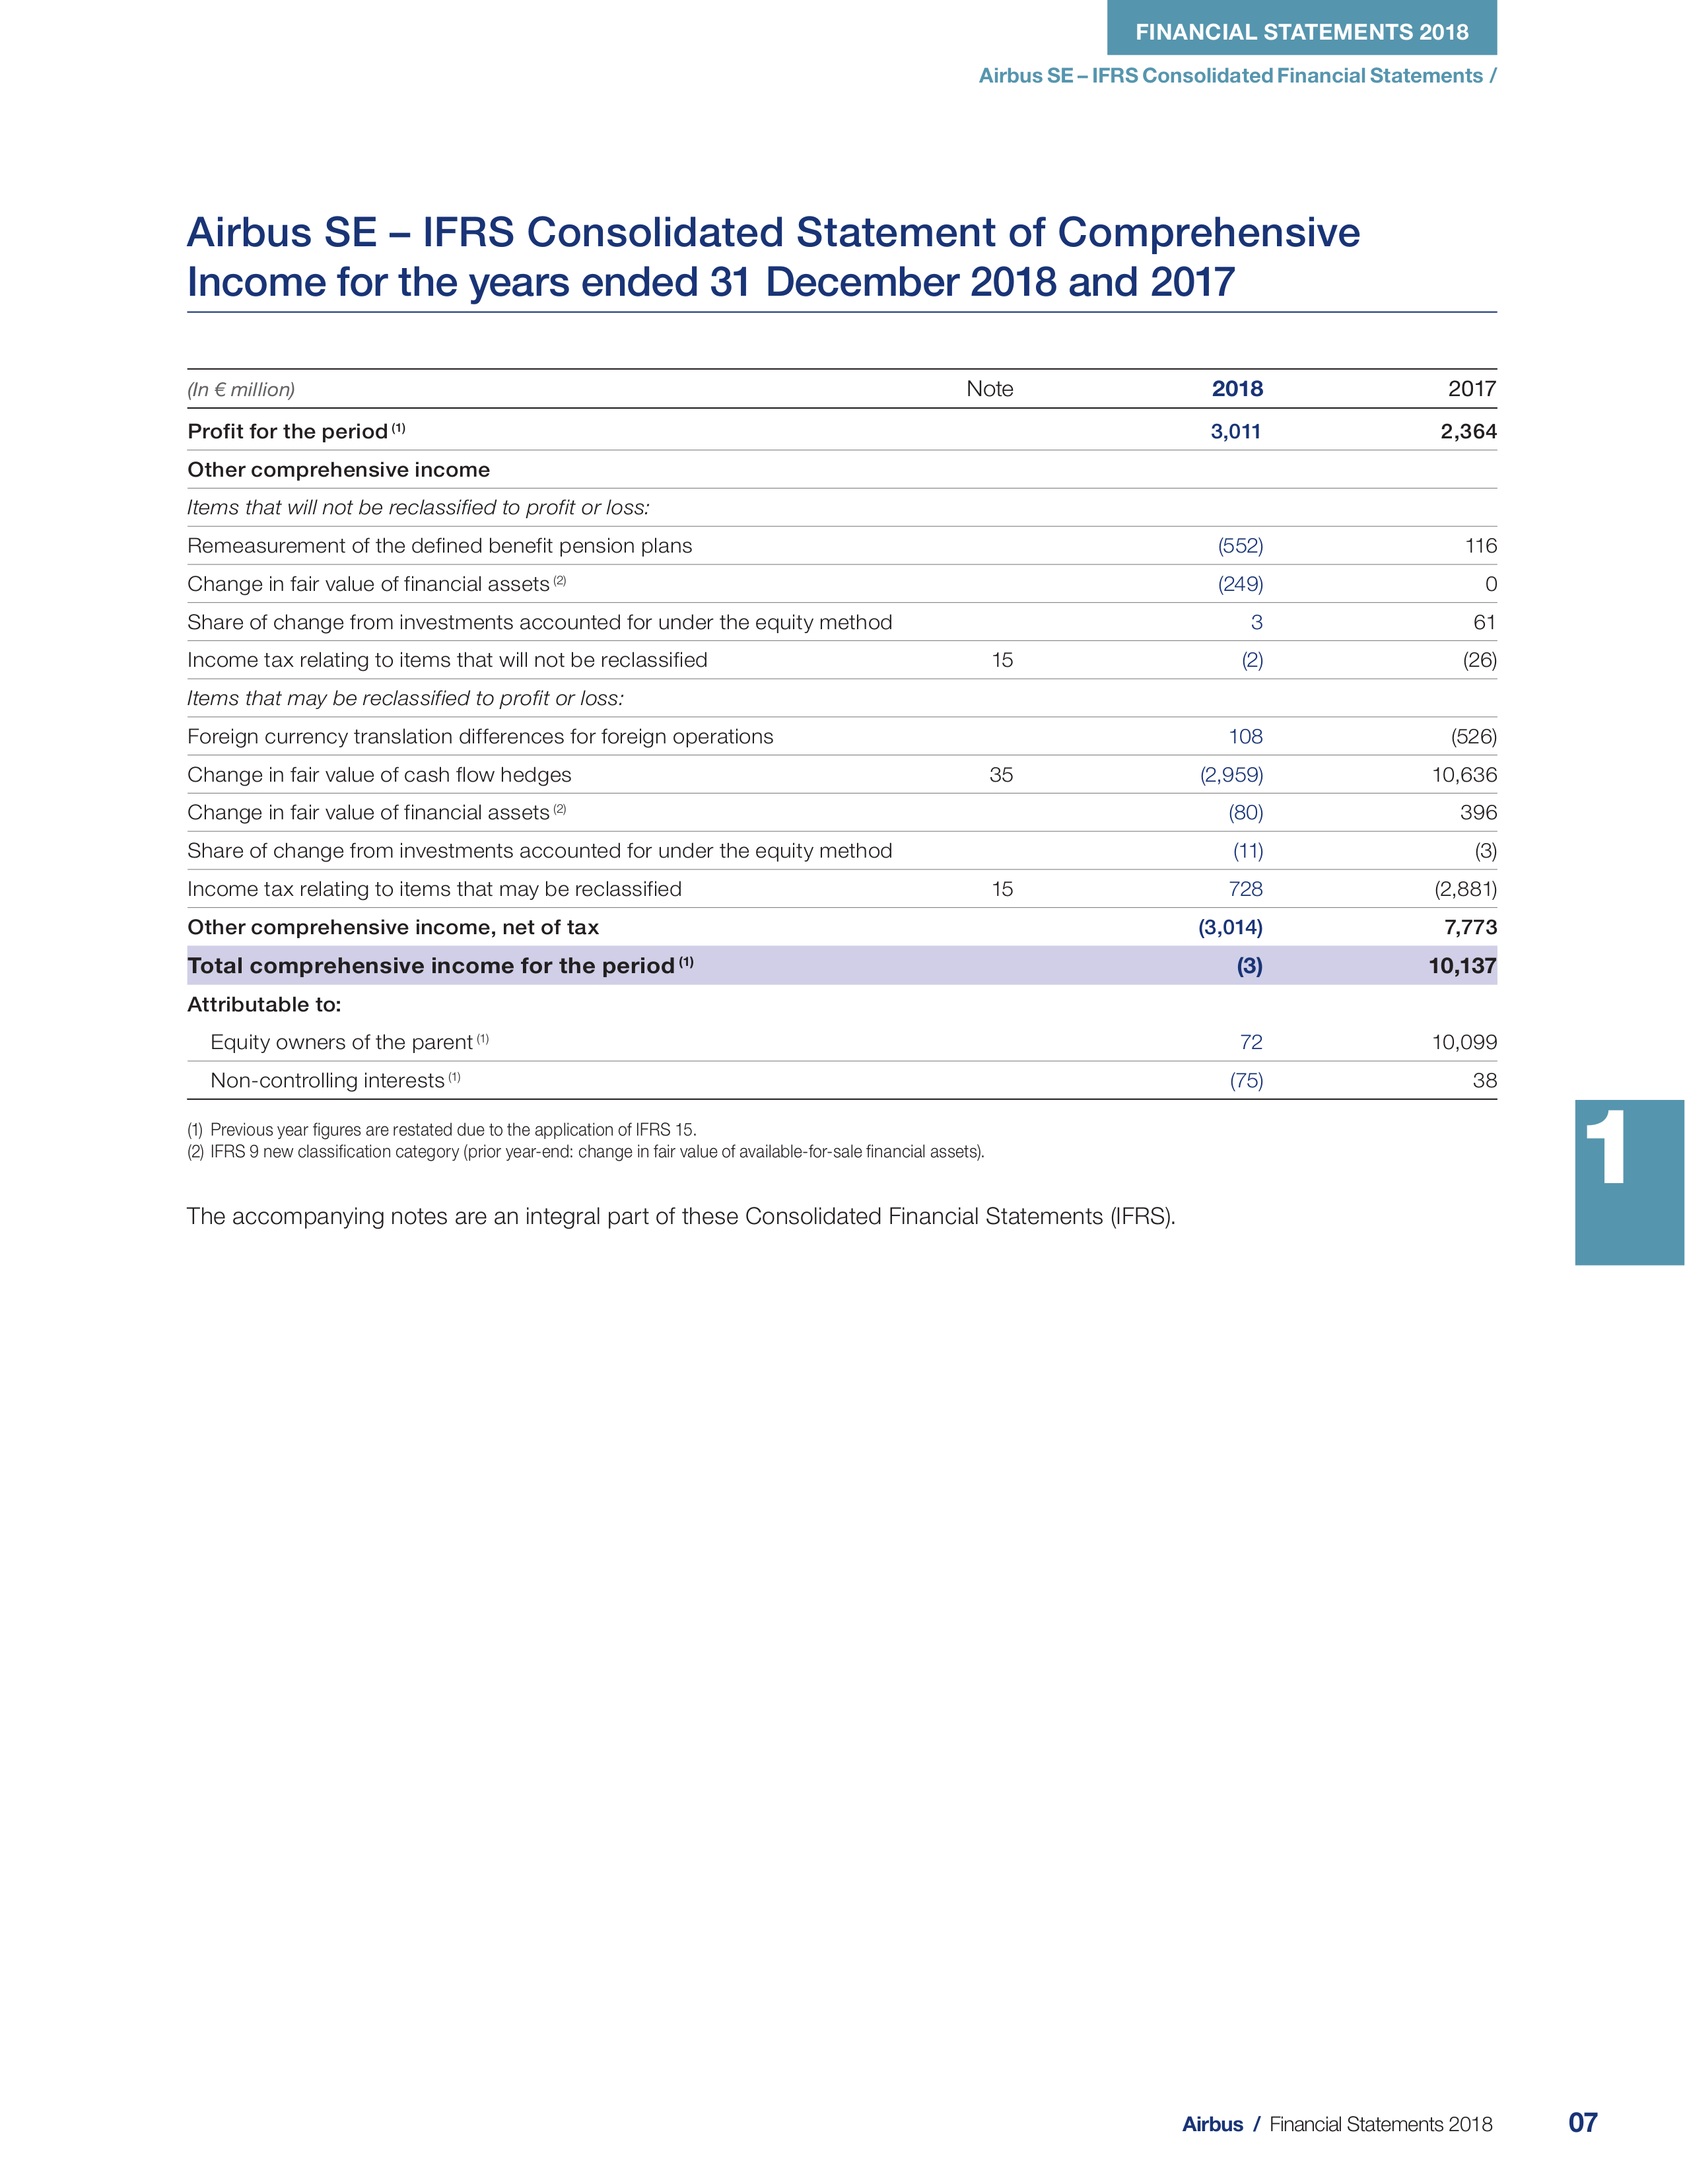 FINANCIAL STATEMENTS 2018
Airbus SE – IFRS Consolidated Financial Statements /
Airbus SE – IFRS Consolidated Statement of Comprehensive
Income for the years ended 31 December 2018 and 2017
(In € million) Note 2018 2017
Profit for the period (1) 3,011 2,364
Other comprehensive income
Items that will not be reclassified to profit or loss:
Remeasurement of the defined benefit pension plans (552) 116
Change in fair value of financial assets (2) (249) 0
Share of change from investments accounted for under the equity method 3 61
Income tax relating to items that will not be reclassified 15 (2) (26)
Items that may be reclassified to profit or loss:
Foreign currency translation differences for foreign operations 108 (526)
Change in fair value of cash flow hedges 35 (2,959) 10,636
Change in fair value of financial assets (2) (80) 396
Share of change from investments accounted for under the equity method (11) (3)
Income tax relating to items that may be reclassified 15 728 (2,881)
Other comprehensive income, net of tax (3,014) 7,773
Total comprehensive income for the period (1) (3) 10,137
Attributable to:
Equity owners of the parent (1) 72 10,099
Non-controlling interests (1) (75) 38
(1) Previous year figures are restated due to the application of IFRS 15.
(2) IFRS 9 new classification category (prior year-end: change in fair value of available-for-sale financial assets).
The accompanying notes are an integral part of these Consolidated Financial Statements (IFRS).
1
Airbus / Financial Statements 2018 07